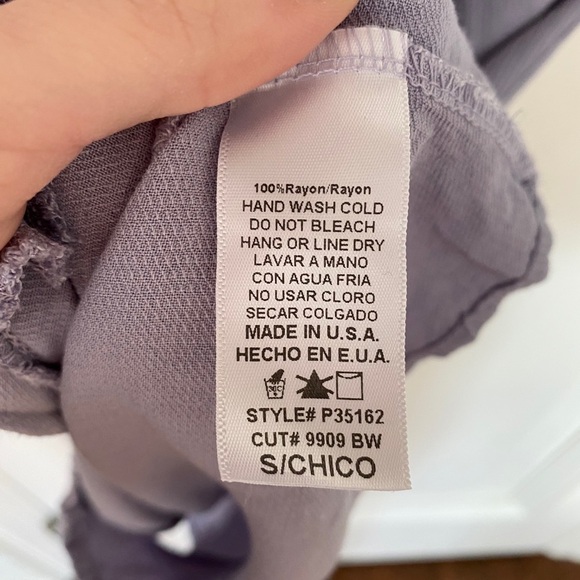 100%Rayon/Rayon
HAND WASH COLD
DO NOT BLEACH
HANG OR LINE DRY
LAVAR A MANO
CON AGUA FRIA
NO USAR CLORO
SECAR COLGADO
MADE IN U.S.A.
HECHO EN E.U.A.
30C
STYLE# P35162
CUT# 9909 BW
S/CHICO